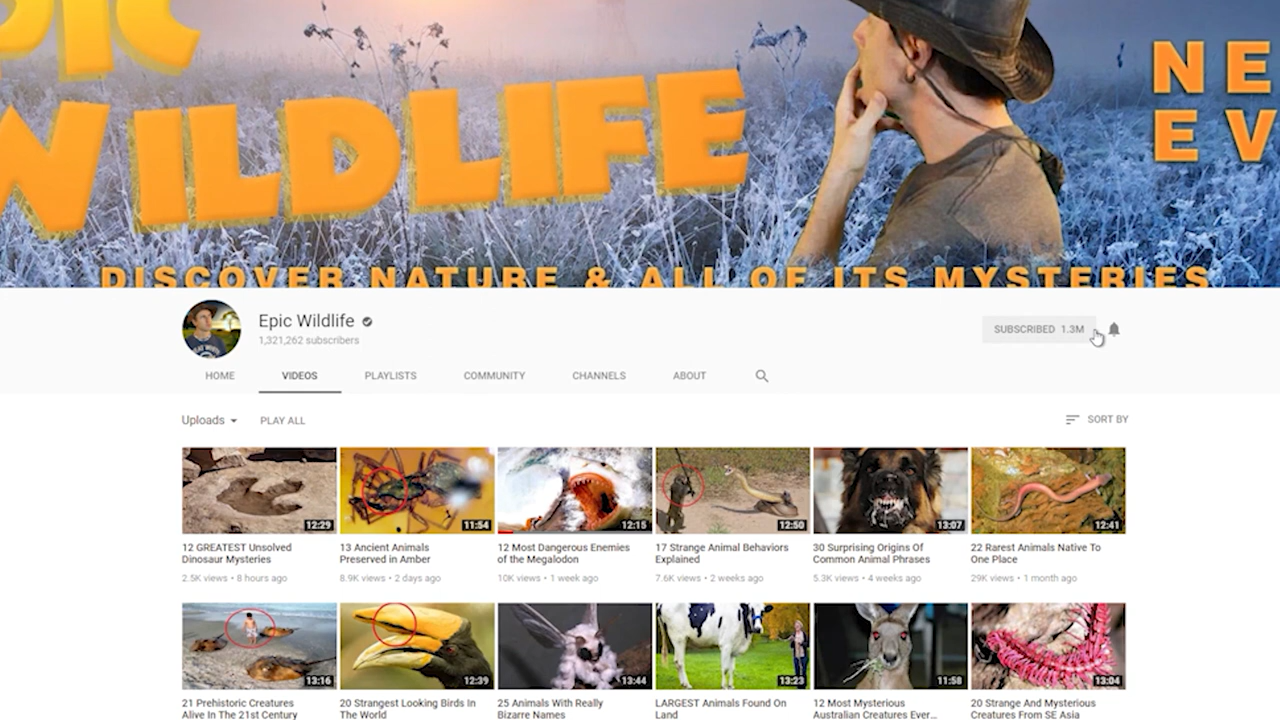 WILDLIFE
NE
EV
DISCOVER NATURE & ALL OF ITS MYSTERIES
Epic Wildlife
1,321,262 subscribers
SUBSCRIBED 1.3M
HOME VIDEOS PLAYLISTS COMMUNITY CHANNELS ABOUT
Uploads PLAY ALL SORT BY
12:29 11:54 12:15 12:50 13:07 12:41
12 GREATEST Unsolved
Dinosaur Mysteries
2.5K views • 8 hours ago
13 Ancient Animals
Preserved in Amber
8.9K views • 2 days ago
12 Most Dangerous Enemies
of the Megalodon
10K views • 1 week ago
17 Strange Animal Behaviors
Explained
7.6K views • 2 weeks ago
30 Surprising Origins Of
Common Animal Phrases
5.3K views • 4 weeks ago
22 Rarest Animals Native To
One Place
29K views • 1 month ago
13:16 12:39 13:44 13:23 11:58 13:04
21 Prehistoric Creatures
Alive In The 21st Century
20 Strangest Looking Birds In
The World
25 Animals With Really
Bizarre Names
LARGEST Animals Found On
Land
12 Most Mysterious
Australian Creatures Ever...
20 Strange And Mysterious
Creatures From SE Asia